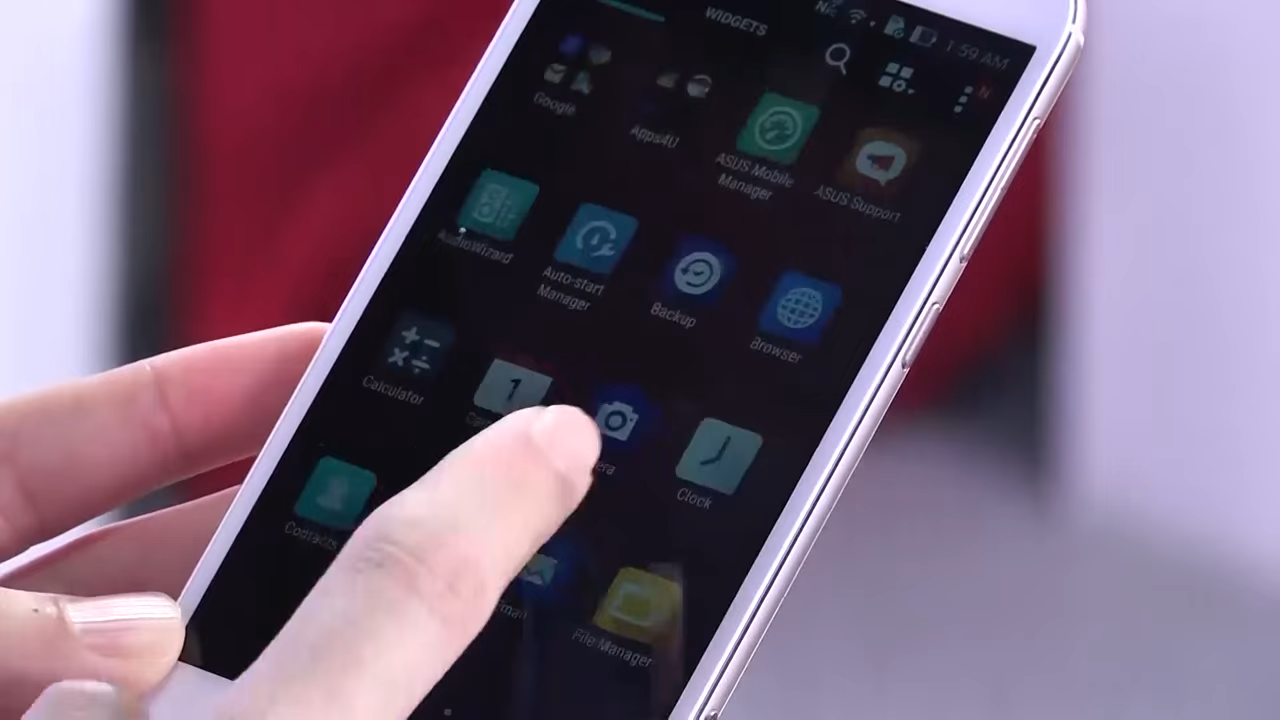 WIDGETS
1:59 AM
Google
Apps4U
ASUS Mobile
Manager
ASUS Support
AudioWizard
Auto-start
Manager
Backup
Browser
Calculator
1
Clock
Contacts
File Manager